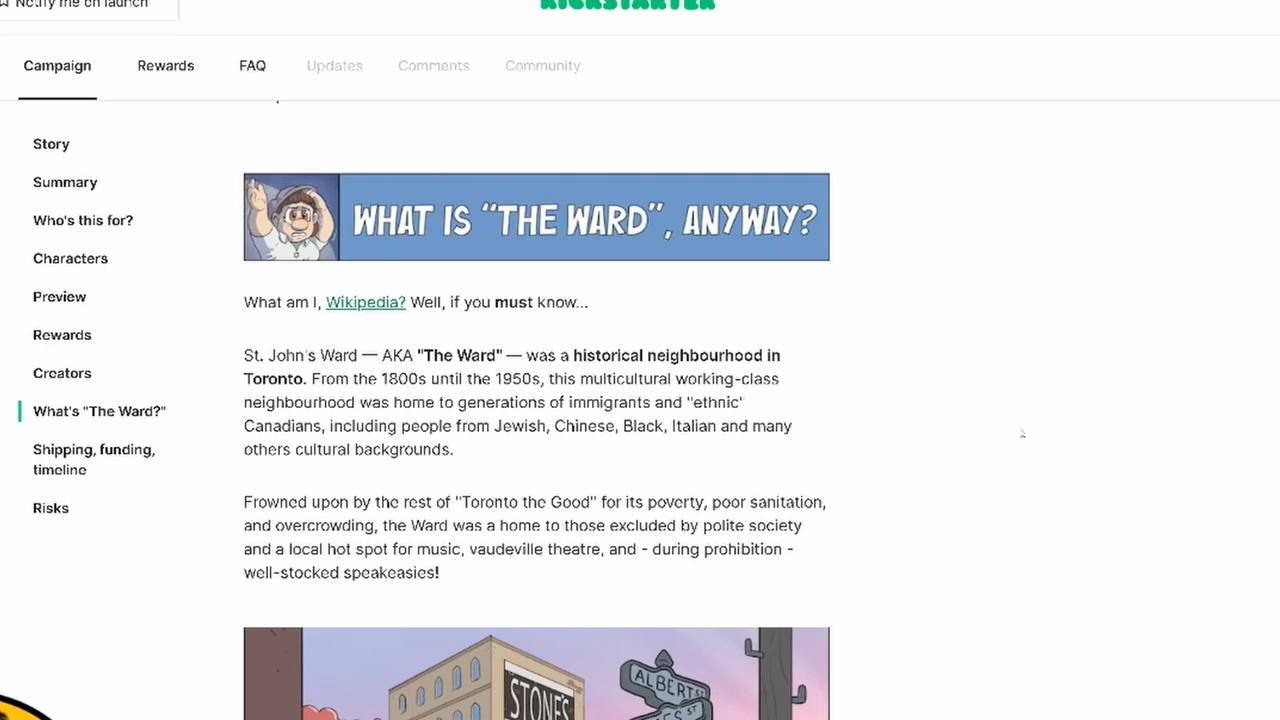 Notify me on launch
KICKSTARTER
Campaign
Rewards
FAQ
Updates
Comments
Community
Story
Summary
Who's this for?
Characters
Preview
Rewards
Creators
What's "The Ward?"
Shipping, funding,
timeline
Risks
WHAT IS “THE WARD”, ANYWAY?
What am I, Wikipedia? Well, if you must know...
St. John's Ward — AKA "The Ward" — was a historical neighbourhood in
Toronto. From the 1800s until the 1950s, this multicultural working-class
neighbourhood was home to generations of immigrants and "ethnic"
Canadians, including people from Jewish, Chinese, Black, Italian and many
others cultural backgrounds.
Frowned upon by the rest of "Toronto the Good" for its poverty, poor sanitation,
and overcrowding, the Ward was a home to those excluded by polite society
and a local hot spot for music, vaudeville theatre, and - during prohibition -
well-stocked speakeasies!
STONE'S
ALBERT ST